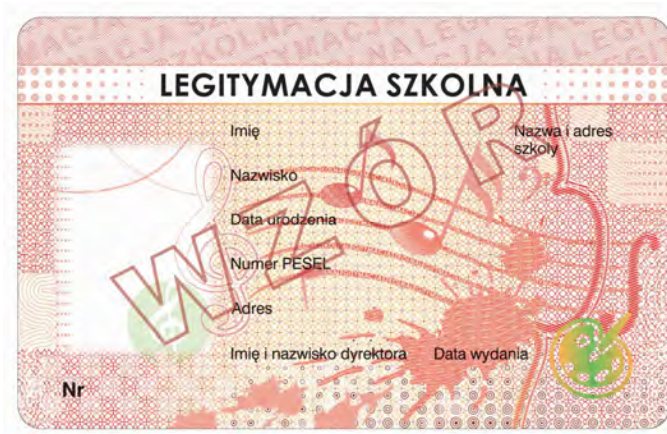 LEGITYMACJA SZKOLNA
Imię
Nazwa i adres
szkoły
Nazwisko
Data urodzenia
Numer PESEL
Adres
Imię i nazwisko dyrektora Data wydania
Nr
WZÓR